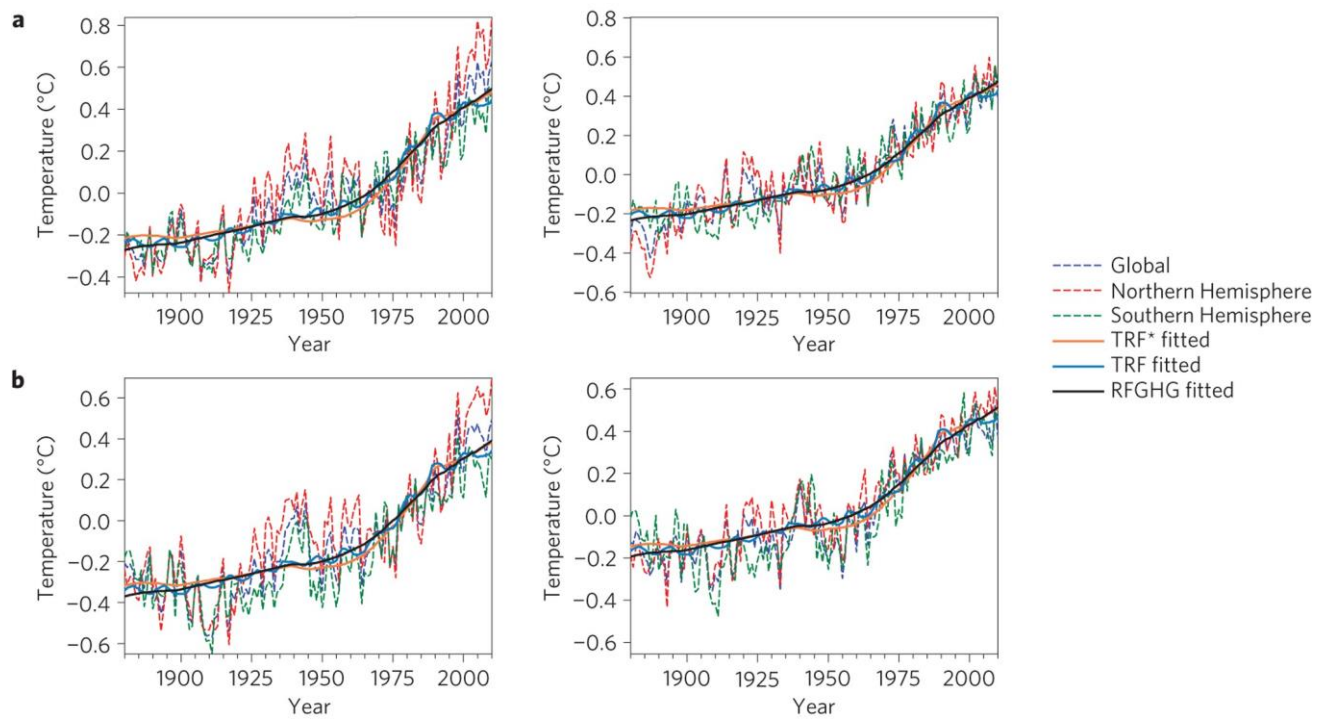 a
Temperature (°C)
0.8
0.6
0.4
0.2
0.0
−0.2
−0.4
1900 1925 1950 1975 2000
Year
Temperature (°C)
0.8
0.6
0.4
0.2
0.0
−0.2
−0.4
−0.6
1900 1925 1950 1975 2000
Year
b
Temperature (°C)
0.6
0.4
0.2
0.0
−0.2
−0.4
−0.6
1900 1925 1950 1975 2000
Year
Temperature (°C)
0.6
0.4
0.2
0.0
−0.2
−0.4
−0.6
1900 1925 1950 1975 2000
Year
Global
Northern Hemisphere
Southern Hemisphere
TRF* fitted
TRF fitted
RFGHG fitted